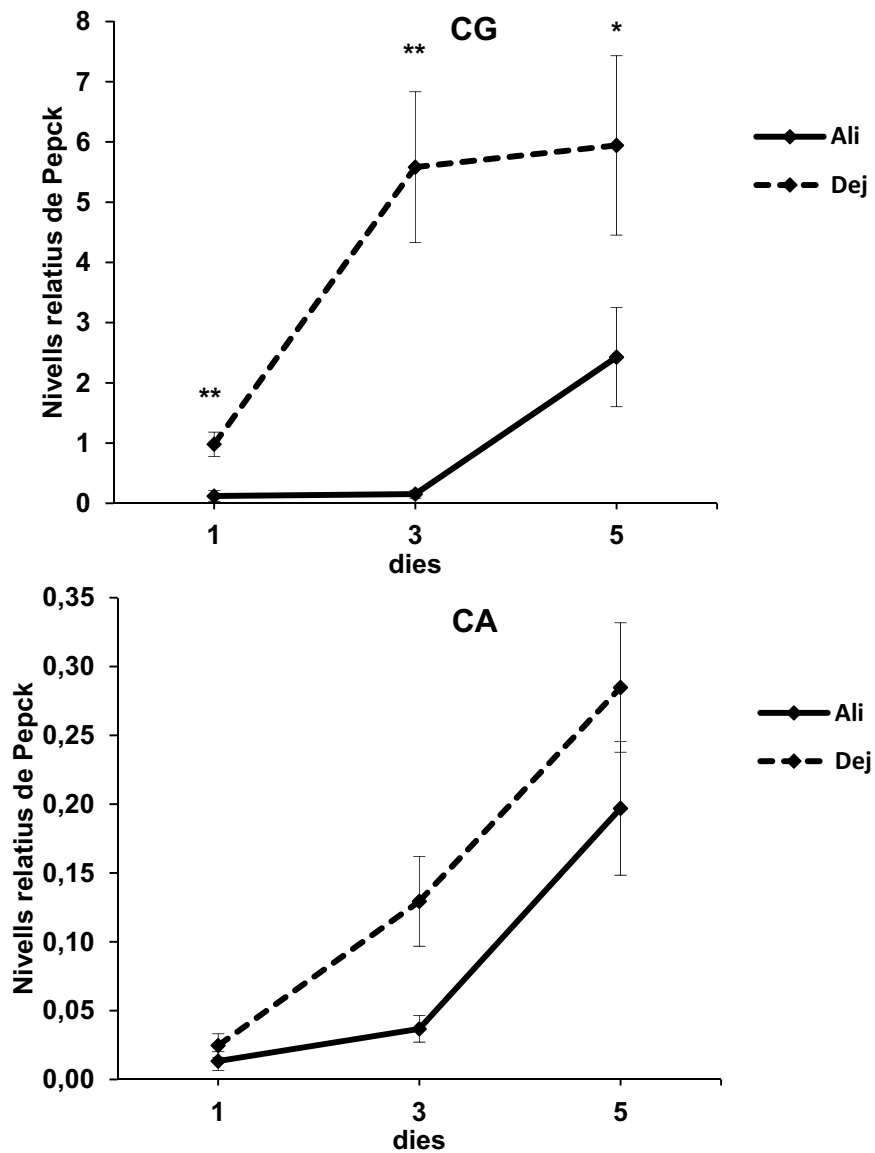 CG
Nivells relatius de Pepck
8
7
6
5
4
3
2
1
0
**
**
*
1 3 5
dies
Ali
Dej
CA
Nivells relatius de Pepck
0,35
0,30
0,25
0,20
0,15
0,10
0,05
0,00
1 3 5
dies
Ali
Dej